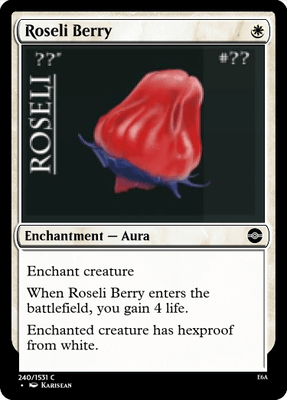 Roseli Berry
??"
#??
ROSELI
Enchantment — Aura
Enchant creature
When Roseli Berry enters the
battlefield, you gain 4 life.
Enchanted creature has hexproof
from white.
240/1531 C
E6A
• Karisean